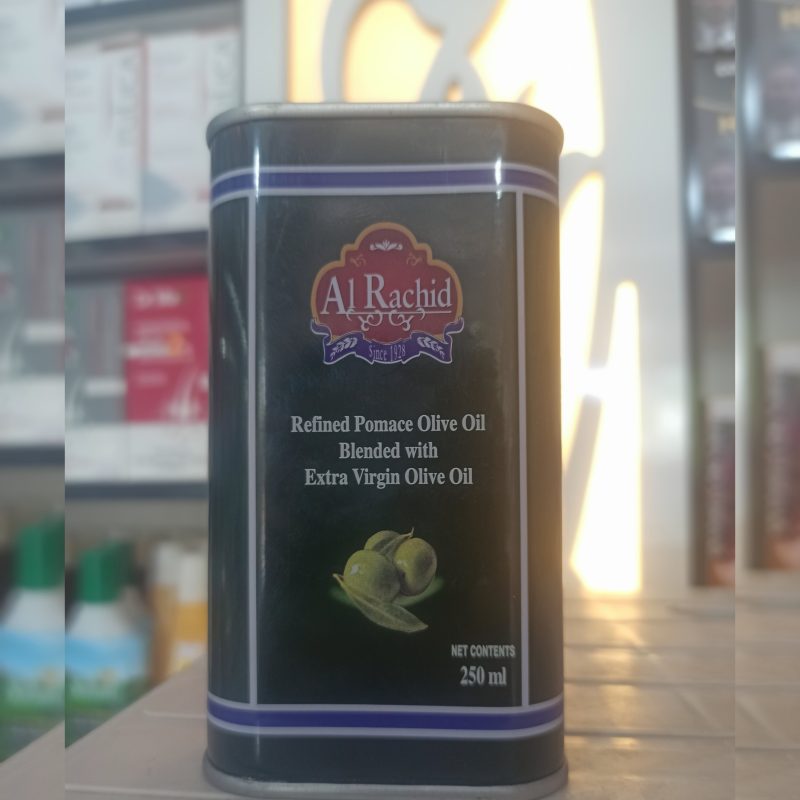 Al Rachid
Since 1928
Refined Pomace Olive Oil
Blended with
Extra Virgin Olive Oil
NET CONTENTS
250 ml